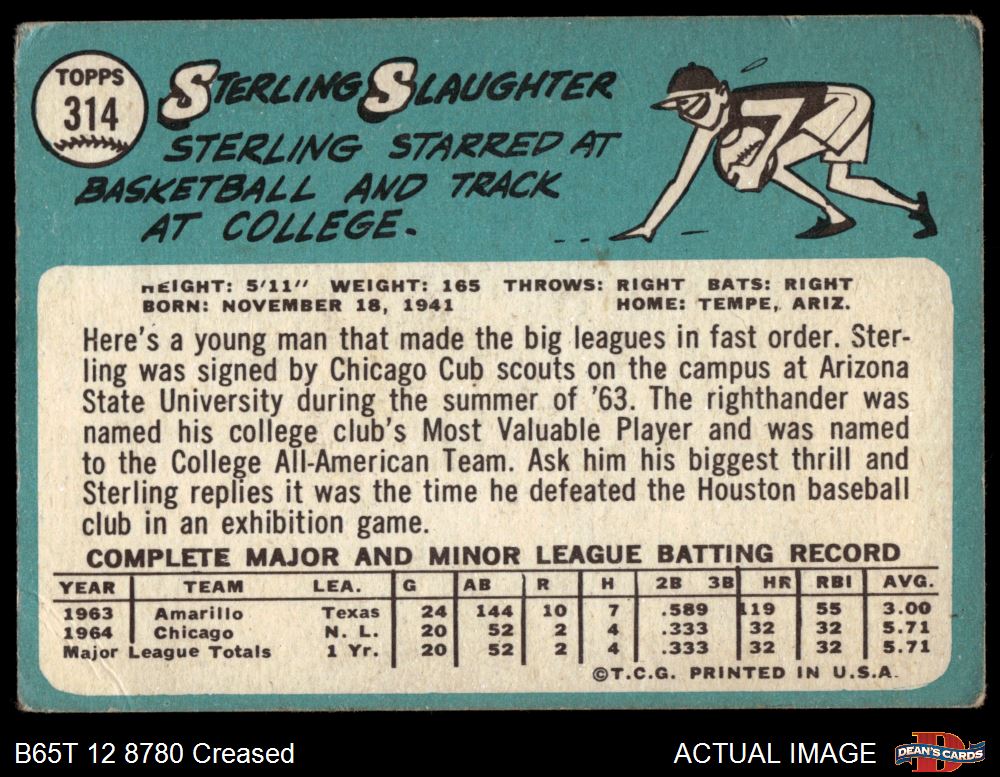 TOPPS
314
STERLING SLAUGHTER
STERLING STARRED AT
BASKETBALL AND TRACK
AT COLLEGE.
7
HEIGHT: 5'11" WEIGHT: 165 THROWS: RIGHT BATS: RIGHT
BORN: NOVEMBER 18, 1941 HOME: TEMPE, ARIZ.
Here's a young man that made the big leagues in fast order. Ster-
ling was signed by Chicago Cub scouts on the campus at Arizona
State University during the summer of '63. The righthander was
named his college club's Most Valuable Player and was named
to the College All-American Team. Ask him his biggest thrill and
Sterling replies it was the time he defeated the Houston baseball
club in an exhibition game.
COMPLETE MAJOR AND MINOR LEAGUE BATTING RECORD
YEAR TEAM LEA. G AB R H 2B 3B HR RBI AVG.
1963 Amarillo Texas 24 144 10 7 .589 119 55 3.00
1964 Chicago N. L. 20 52 2 4 .333 32 32 5.71
Major League Totals 1 Yr. 20 52 2 4 .333 32 32 5.71
©T.C.G. PRINTED IN U.S.A.
B65T 12 8780 Creased
ACTUAL IMAGE
D
DEAN'S CARDS